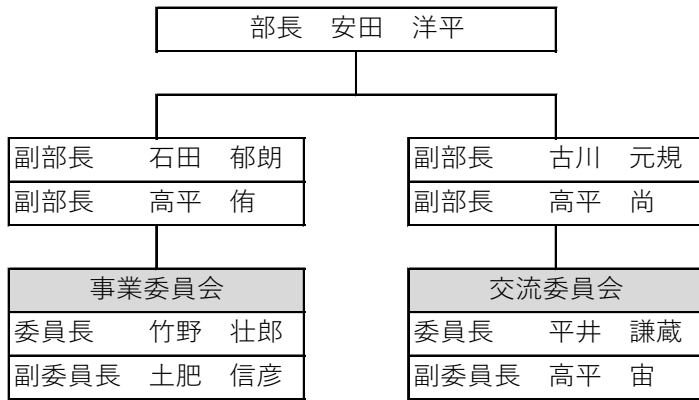 部長 安田 洋平
副部長 石田 郁朗
副部長 高平 侑
副部長 古川 元規
副部長 高平 尚
事業委員会
委員長 竹野 壮郎
副委員長 土肥 信彦
交流委員会
委員長 平井 謙蔵
副委員長 高平 宙